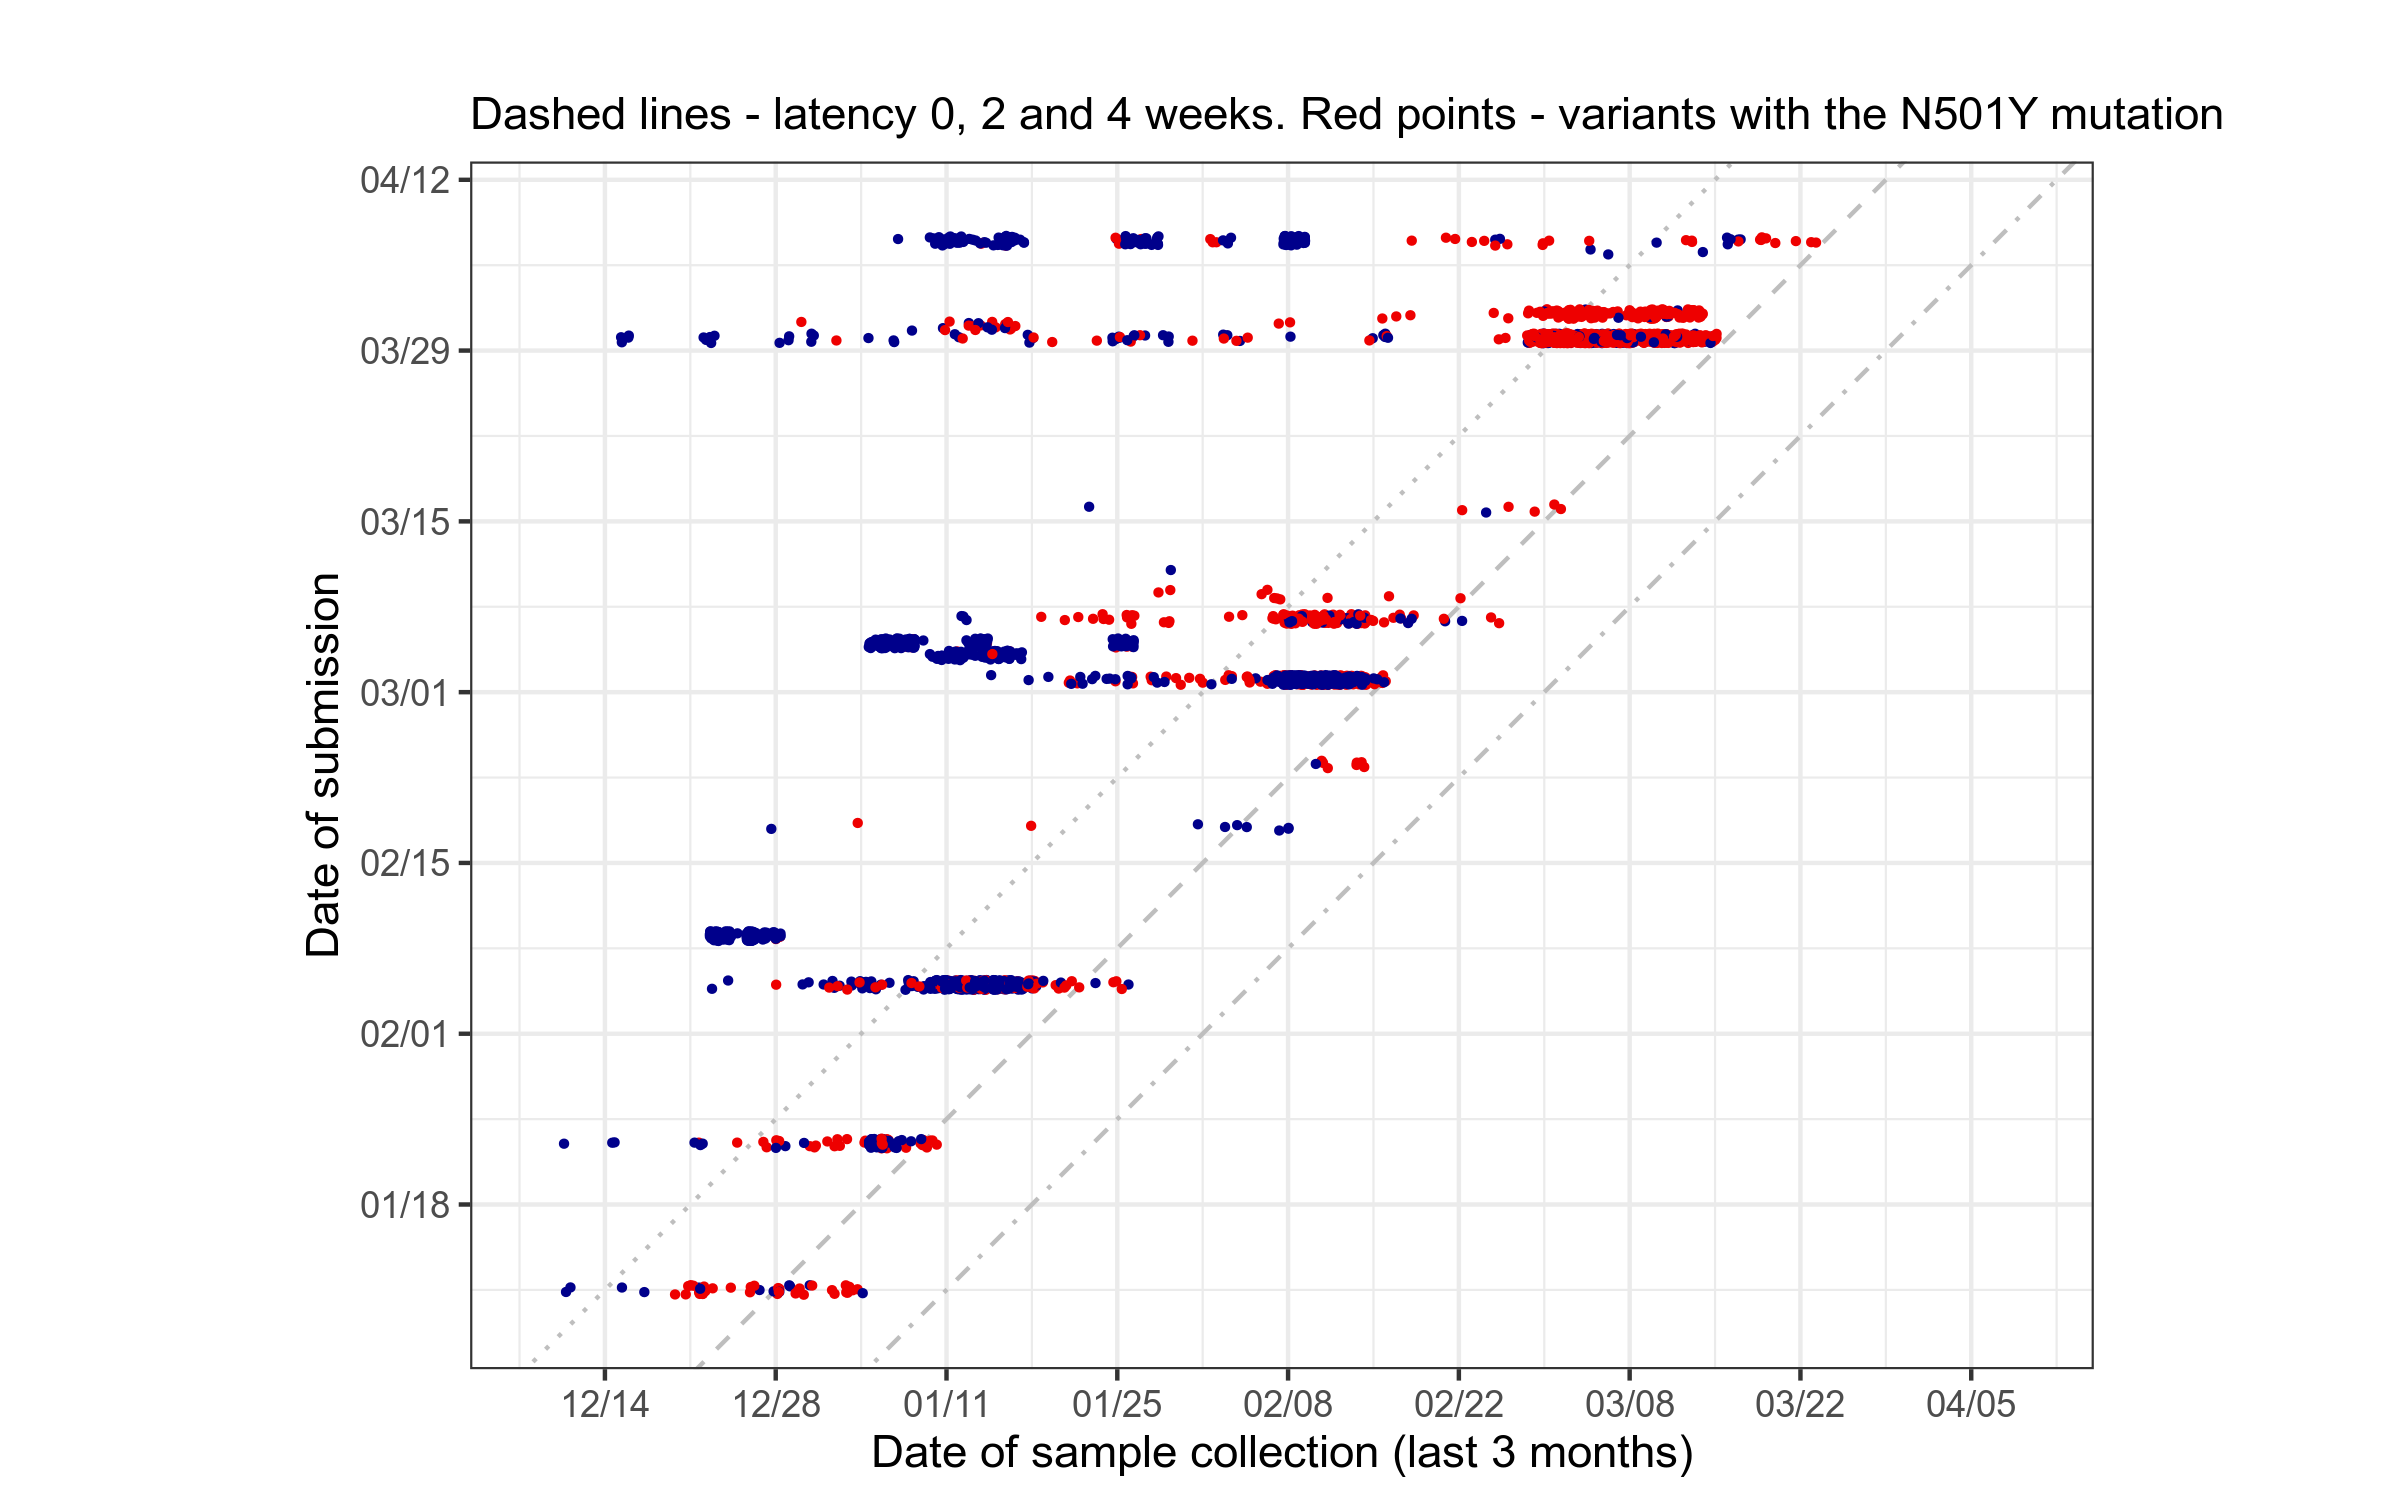 Dashed lines - latency 0, 2 and 4 weeks. Red points - variants with the N501Y mutation
Date of submission
04/12
03/29
03/15
03/01
02/15
02/01
01/18
12/14 12/28 01/11 01/25 02/08 02/22 03/08 03/22 04/05
Date of sample collection (last 3 months)